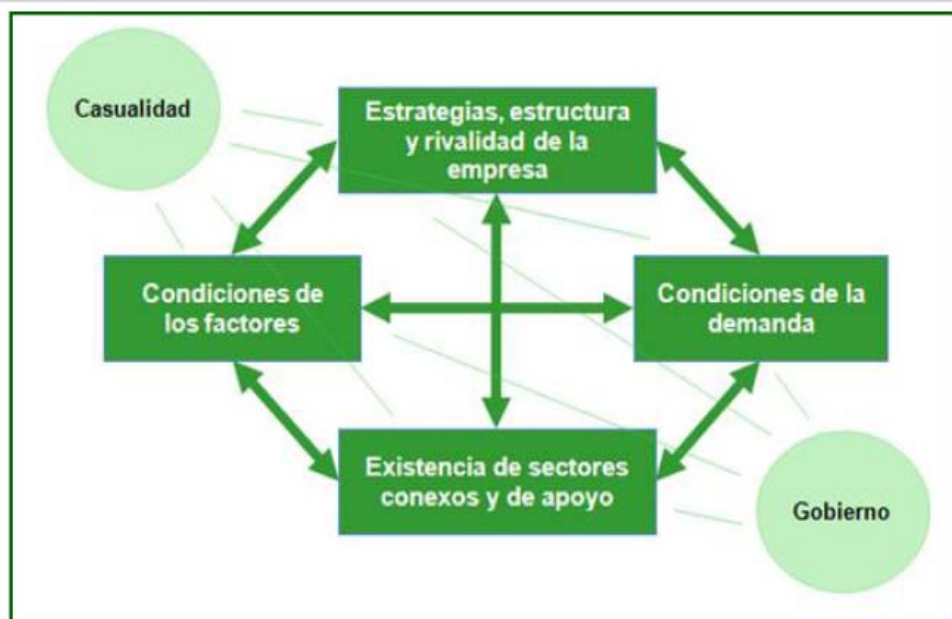 Casualidad
Estrategias, estructura
y rivalidad de la
empresa
Condiciones de
los factores
Condiciones de la
demanda
Existencia de sectores
conexos y de apoyo
Gobierno